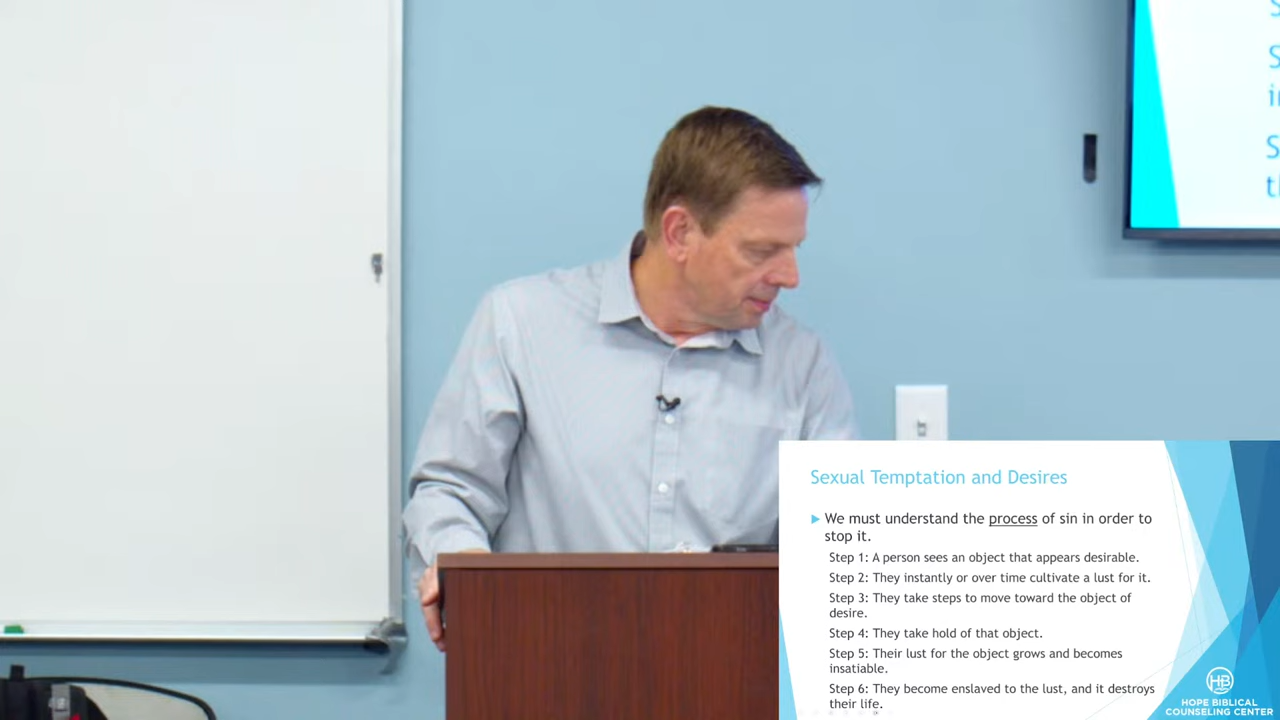 Sexual Temptation and Desires
We must understand the process of sin in order to
stop it.
Step 1: A person sees an object that appears desirable.
Step 2: They instantly or over time cultivate a lust for it.
Step 3: They take steps to move toward the object of
desire.
Step 4: They take hold of that object.
Step 5: Their lust for the object grows and becomes
insatiable.
Step 6: They become enslaved to the lust, and it destroys
their life.
HB
HOPE BIBLICAL
COUNSELING CENTER